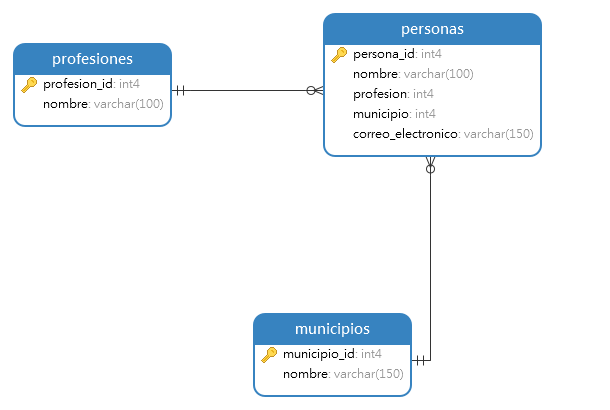 profesiones
profesion_id: int4
nombre: varchar(100)
personas
persona_id: int4
nombre: varchar(100)
profesion: int4
municipio: int4
correo_electronico: varchar(150)
municipios
municipio_id: int4
nombre: varchar(150)